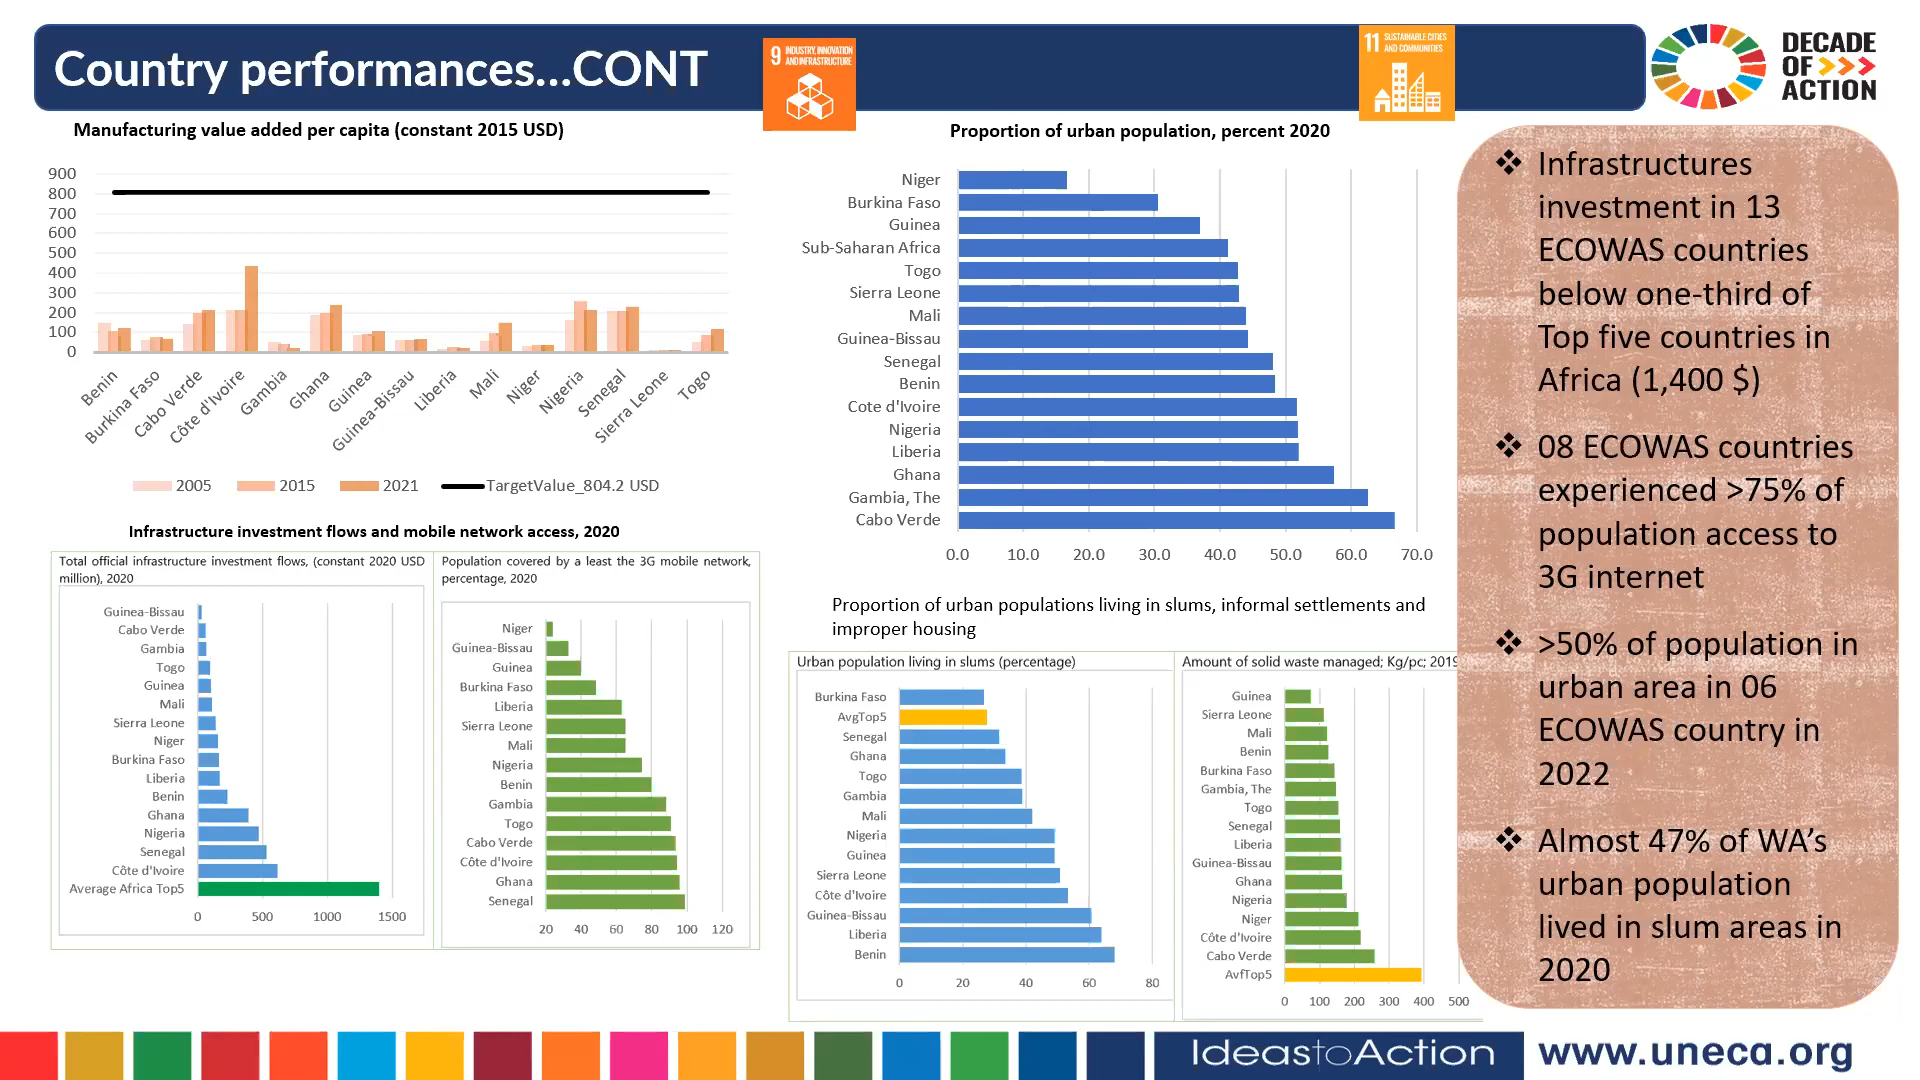 Country performances...CONT
9 INDUSTRY, INNOVATION
AND INFRASTRUCTURE
11 SUSTAINABLE CITIES
AND COMMUNITIES
DECADE
OF >>>
ACTION
Manufacturing value added per capita (constant 2015 USD)
900
800
700
600
500
400
300
200
100
0
Benin
Burkina Faso
Cabo Verde
Côte d'Ivoire
Gambia
Ghana
Guinea
Guinea-Bissau
Liberia
Mali
Niger
Nigeria
Senegal
Sierra Leone
Togo
2005
2015
2021
TargetValue_804.2 USD
Infrastructure investment flows and mobile network access, 2020
Total official infrastructure investment flows, (constant 2020 USD
million), 2020
Guinea-Bissau
Cabo Verde
Gambia
Togo
Guinea
Mali
Sierra Leone
Niger
Burkina Faso
Liberia
Benin
Ghana
Nigeria
Senegal
Côte d'Ivoire
Average Africa Top5
0 500 1000 1500
Population covered by a least the 3G mobile network,
percentage, 2020
Niger
Guinea-Bissau
Guinea
Burkina Faso
Liberia
Sierra Leone
Mali
Nigeria
Benin
Gambia
Togo
Cabo Verde
Côte d'Ivoire
Ghana
Senegal
20 40 60 80 100 120
Proportion of urban population, percent 2020
Niger
Burkina Faso
Guinea
Sub-Saharan Africa
Togo
Sierra Leone
Mali
Guinea-Bissau
Senegal
Benin
Cote d'Ivoire
Nigeria
Liberia
Ghana
Gambia, The
Cabo Verde
0.0 10.0 20.0 30.0 40.0 50.0 60.0 70.0
Proportion of urban populations living in slums, informal settlements and
improper housing
Urban population living in slums (percentage)
Burkina Faso
AvgTop5
Senegal
Ghana
Togo
Gambia
Mali
Nigeria
Guinea
Sierra Leone
Côte d'Ivoire
Guinea-Bissau
Liberia
Benin
0 20 40 60 80
Amount of solid waste managed; Kg/pc; 2019
Guinea
Sierra Leone
Mali
Benin
Burkina Faso
Gambia, The
Togo
Senegal
Liberia
Guinea-Bissau
Ghana
Nigeria
Niger
Côte d'Ivoire
Cabo Verde
AvfTop5
0 100 200 300 400 500
❖ Infrastructures
investment in 13
ECOWAS countries
below one-third of
Top five countries in
Africa (1,400 $)
❖ 08 ECOWAS countries
experienced >75% of
population access to
3G internet
❖ >50% of population in
urban area in 06
ECOWAS country in
2022
❖ Almost 47% of WA's
urban population
lived in slum areas in
2020
IdeastoAction
www.uneca.org